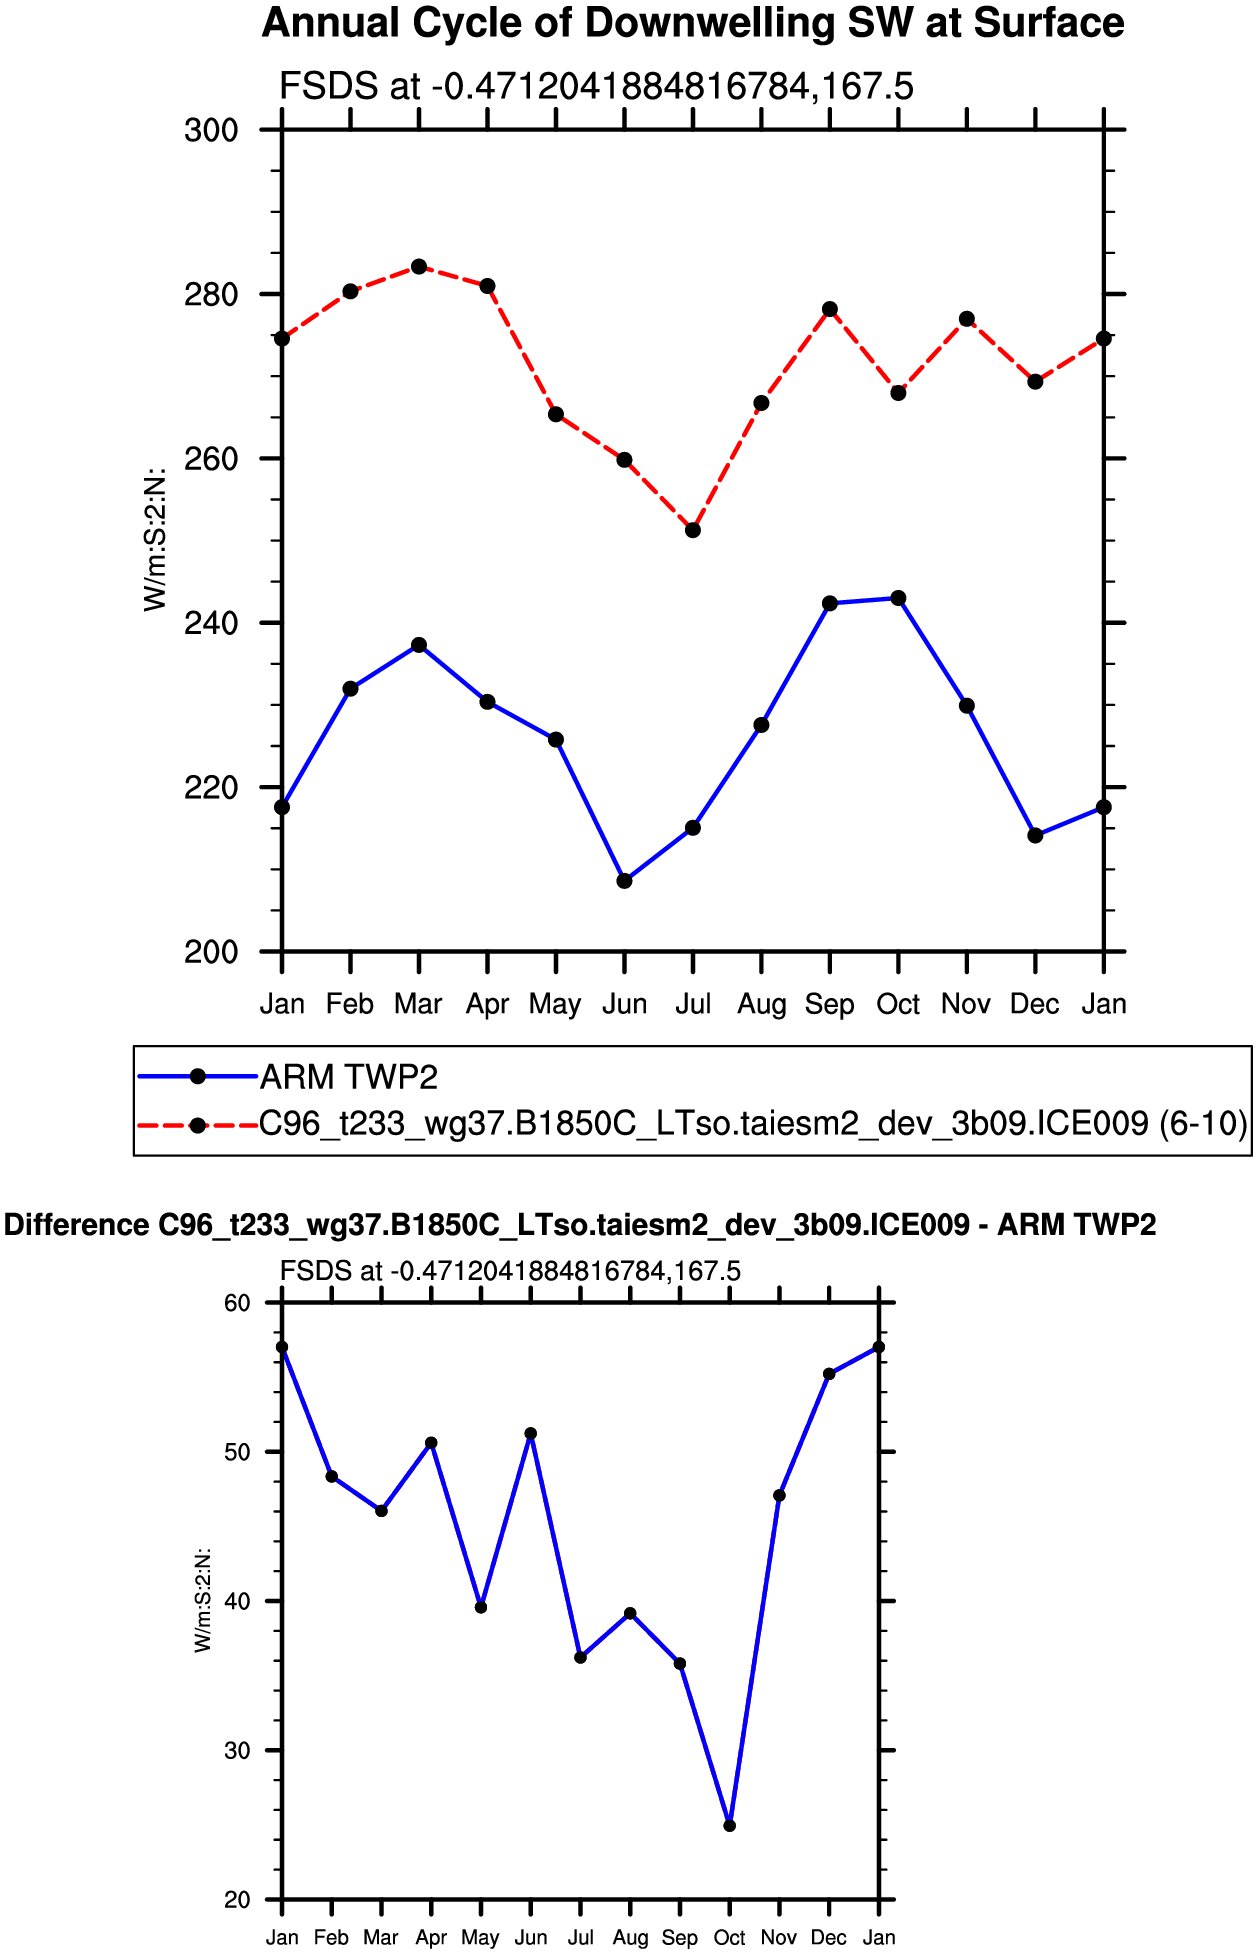 Annual Cycle of Downwelling SW at Surface
FSDS at -0.4712041884816784,167.5
300
280
260
240
220
200
W/m:S:2:N:
Jan Feb Mar Apr May Jun Jul Aug Sep Oct Nov Dec Jan
ARM TWP2
C96_t233_wg37.B1850C_LTso.taiesm2_dev_3b09.ICE009 (6-10)
Difference C96_t233_wg37.B1850C_LTso.taiesm2_dev_3b09.ICE009 - ARM TWP2
FSDS at -0.4712041884816784,167.5
60
50
40
30
20
W/m:S:2:N:
Jan Feb Mar Apr May Jun Jul Aug Sep Oct Nov Dec Jan